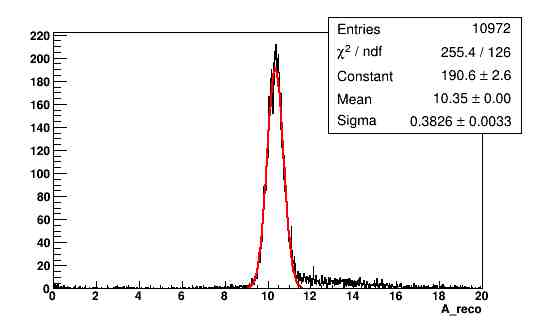 Entries 10972
χ² / ndf 255.4 / 126
Constant 190.6 ± 2.6
Mean 10.35 ± 0.00
Sigma 0.3826 ± 0.0033
220
200
180
160
140
120
100
80
60
40
20
0
0 2 4 6 8 10 12 14 16 18 20
A_reco